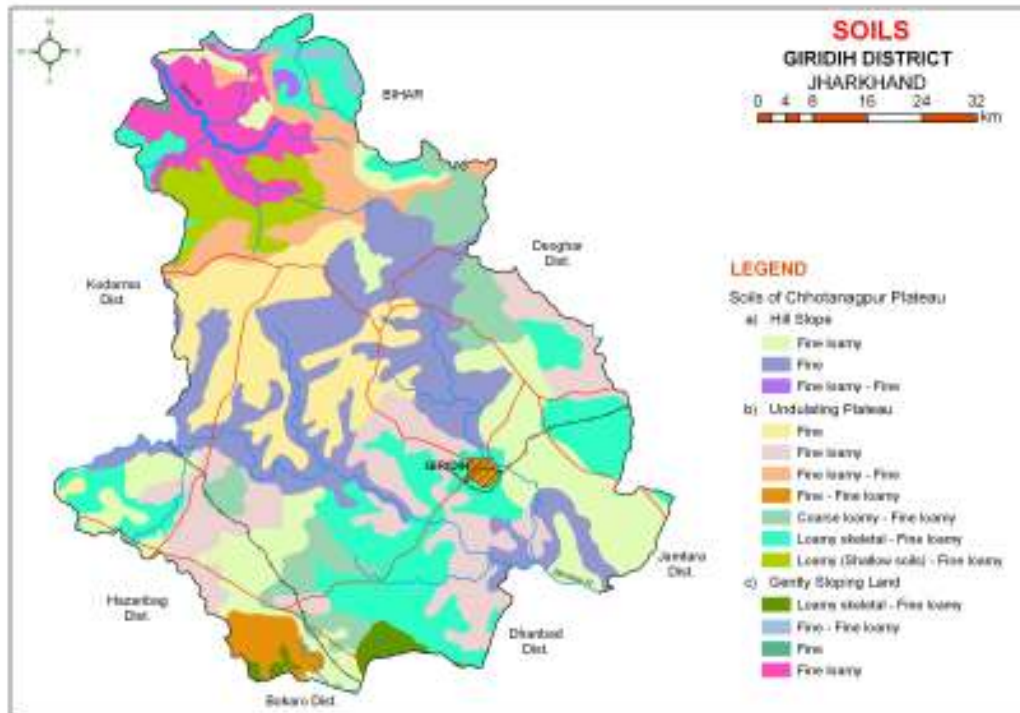 SOILS
GIRIDIH DISTRICT
JHARKHAND
0 4 8 16 24 32
km
BIHAR
Deoghar
Dist.
Kodarma
Dist.
GIRIDIH
Jamtara
Dist.
Hazaribag
Dist.
Dhanbad
Dist.
Bokaro Dist.
LEGEND
Soils of Chhotanagpur Plateau
a) Hill Slope
Fine loamy
Fine
Fine loamy - Fine
b) Undulating Plateau
Fine
Fine loamy
Fine loamy - Fine
Fine - Fine loamy
Coarse loamy - Fine loamy
Loamy skeletal - Fine loamy
Loamy (Shallow soils) - Fine loamy
c) Gently Sloping Land
Loamy skeletal - Fine loamy
Fine - Fine loamy
Fine
Fine loamy